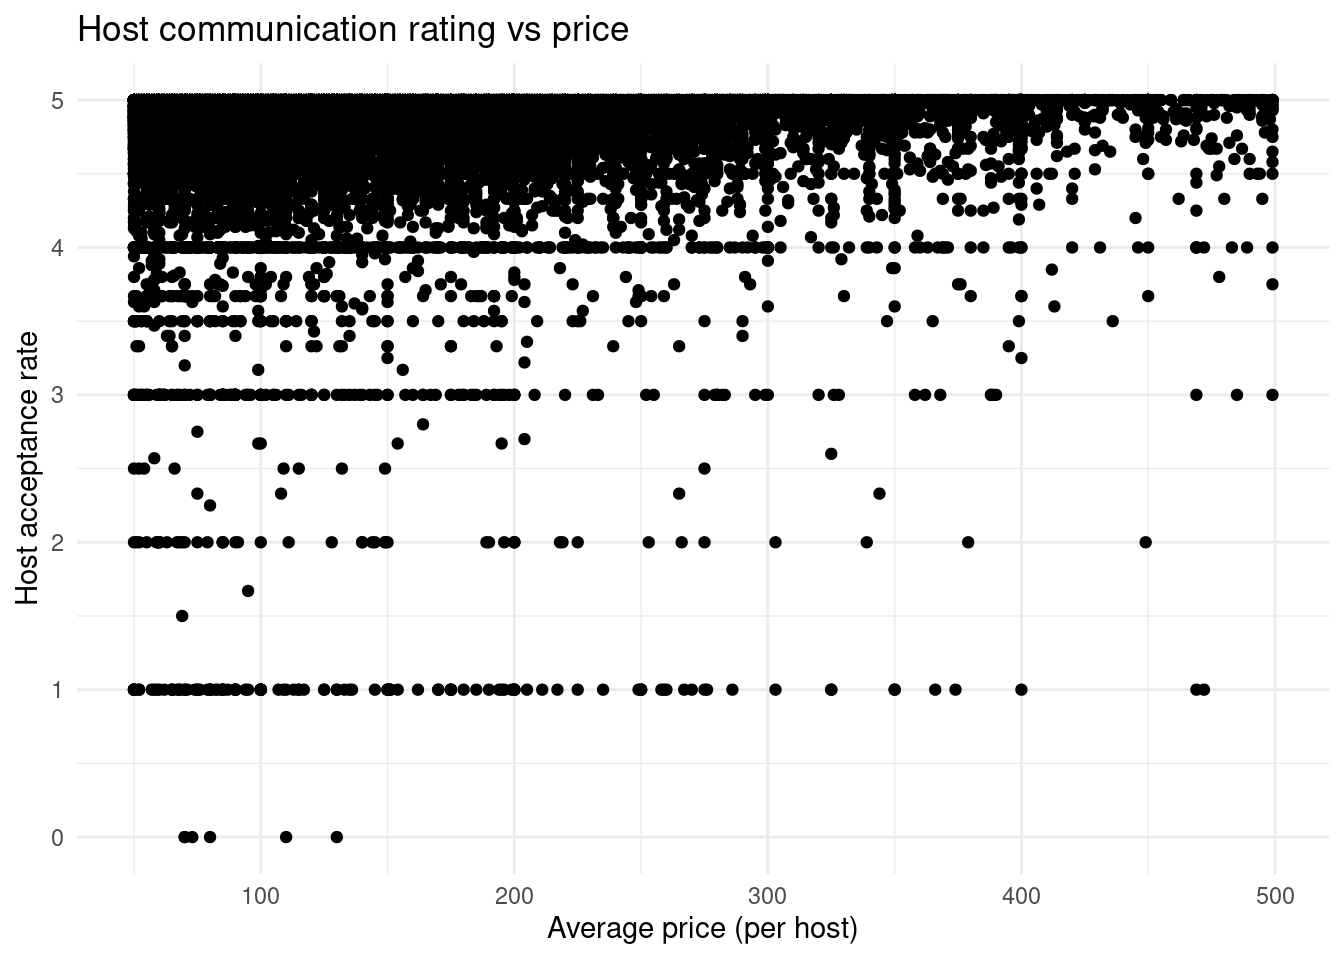 Host communication rating vs price
Host acceptance rate
5
4
3
2
1
0
100 200 300 400 500
Average price (per host)